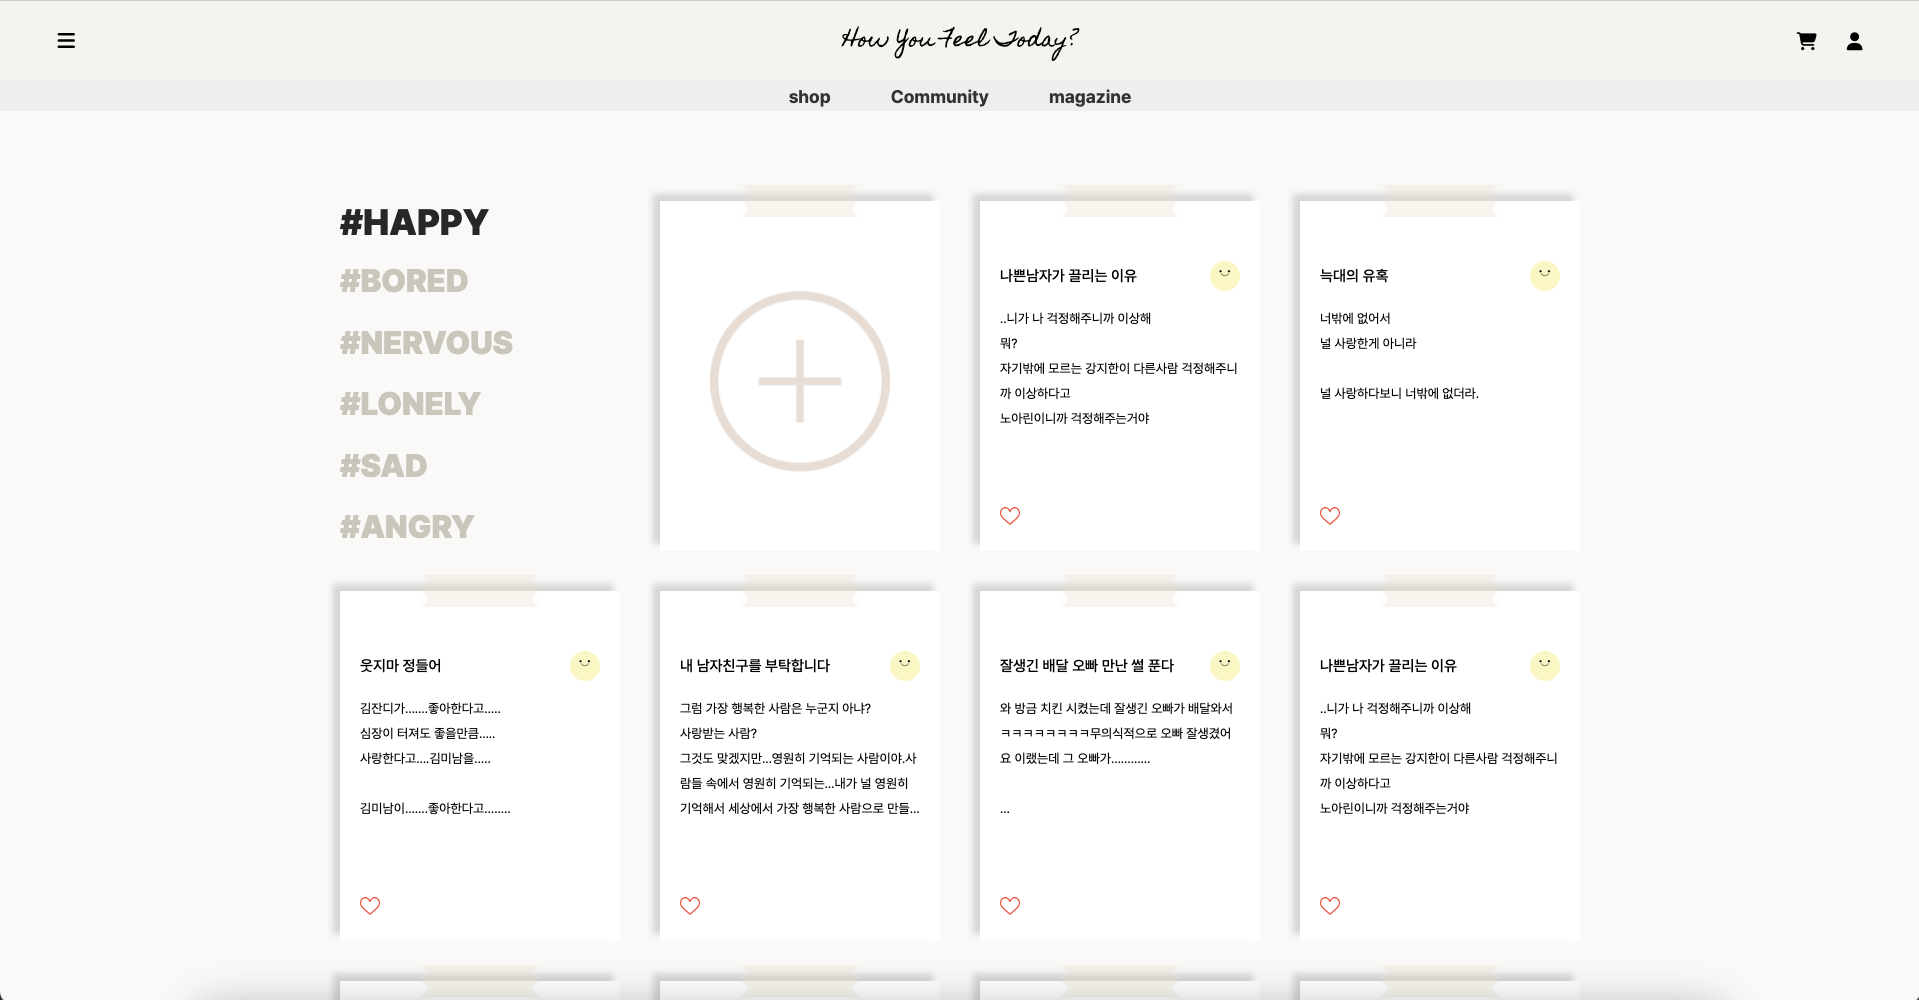 How You Feel Today?
shop
Community
magazine
#HAPPY
#BORED
#NERVOUS
#LONELY
#SAD
#ANGRY
나쁜남자가 끌리는 이유
..니가 나 걱정해주니까 이상해
뭐?
자기밖에 모르는 강지한이 다른사람 걱정해주니
까 이상하다고
노아린이니까 걱정해주는거야
늑대의 유혹
너밖에 없어서
널 사랑한게 아니라
널 사랑하다보니 너밖에 없더라.
웃지마 정들어
김잔디가.......좋아한다고.....
심장이 터져도 좋을만큼.....
사랑한다고....김미남을.....
김미남이.......좋아한다고........
내 남자친구를 부탁합니다
그럼 가장 행복한 사람은 누군지 아냐?
사랑받는 사람?
그것도 맞겠지만...영원히 기억되는 사람이야.사
람들 속에서 영원히 기억되는...내가 널 영원히
기억해서 세상에서 가장 행복한 사람으로 만들...
잘생긴 배달 오빠 만난 썰 푼다
와 방금 치킨 시켰는데 잘생긴 오빠가 배달와서
ㅋㅋㅋㅋㅋㅋㅋㅋ무의식적으로 오빠 잘생겼어
요 이랬는데 그 오빠가............
...
나쁜남자가 끌리는 이유
..니가 나 걱정해주니까 이상해
뭐?
자기밖에 모르는 강지한이 다른사람 걱정해주니
까 이상하다고
노아린이니까 걱정해주는거야